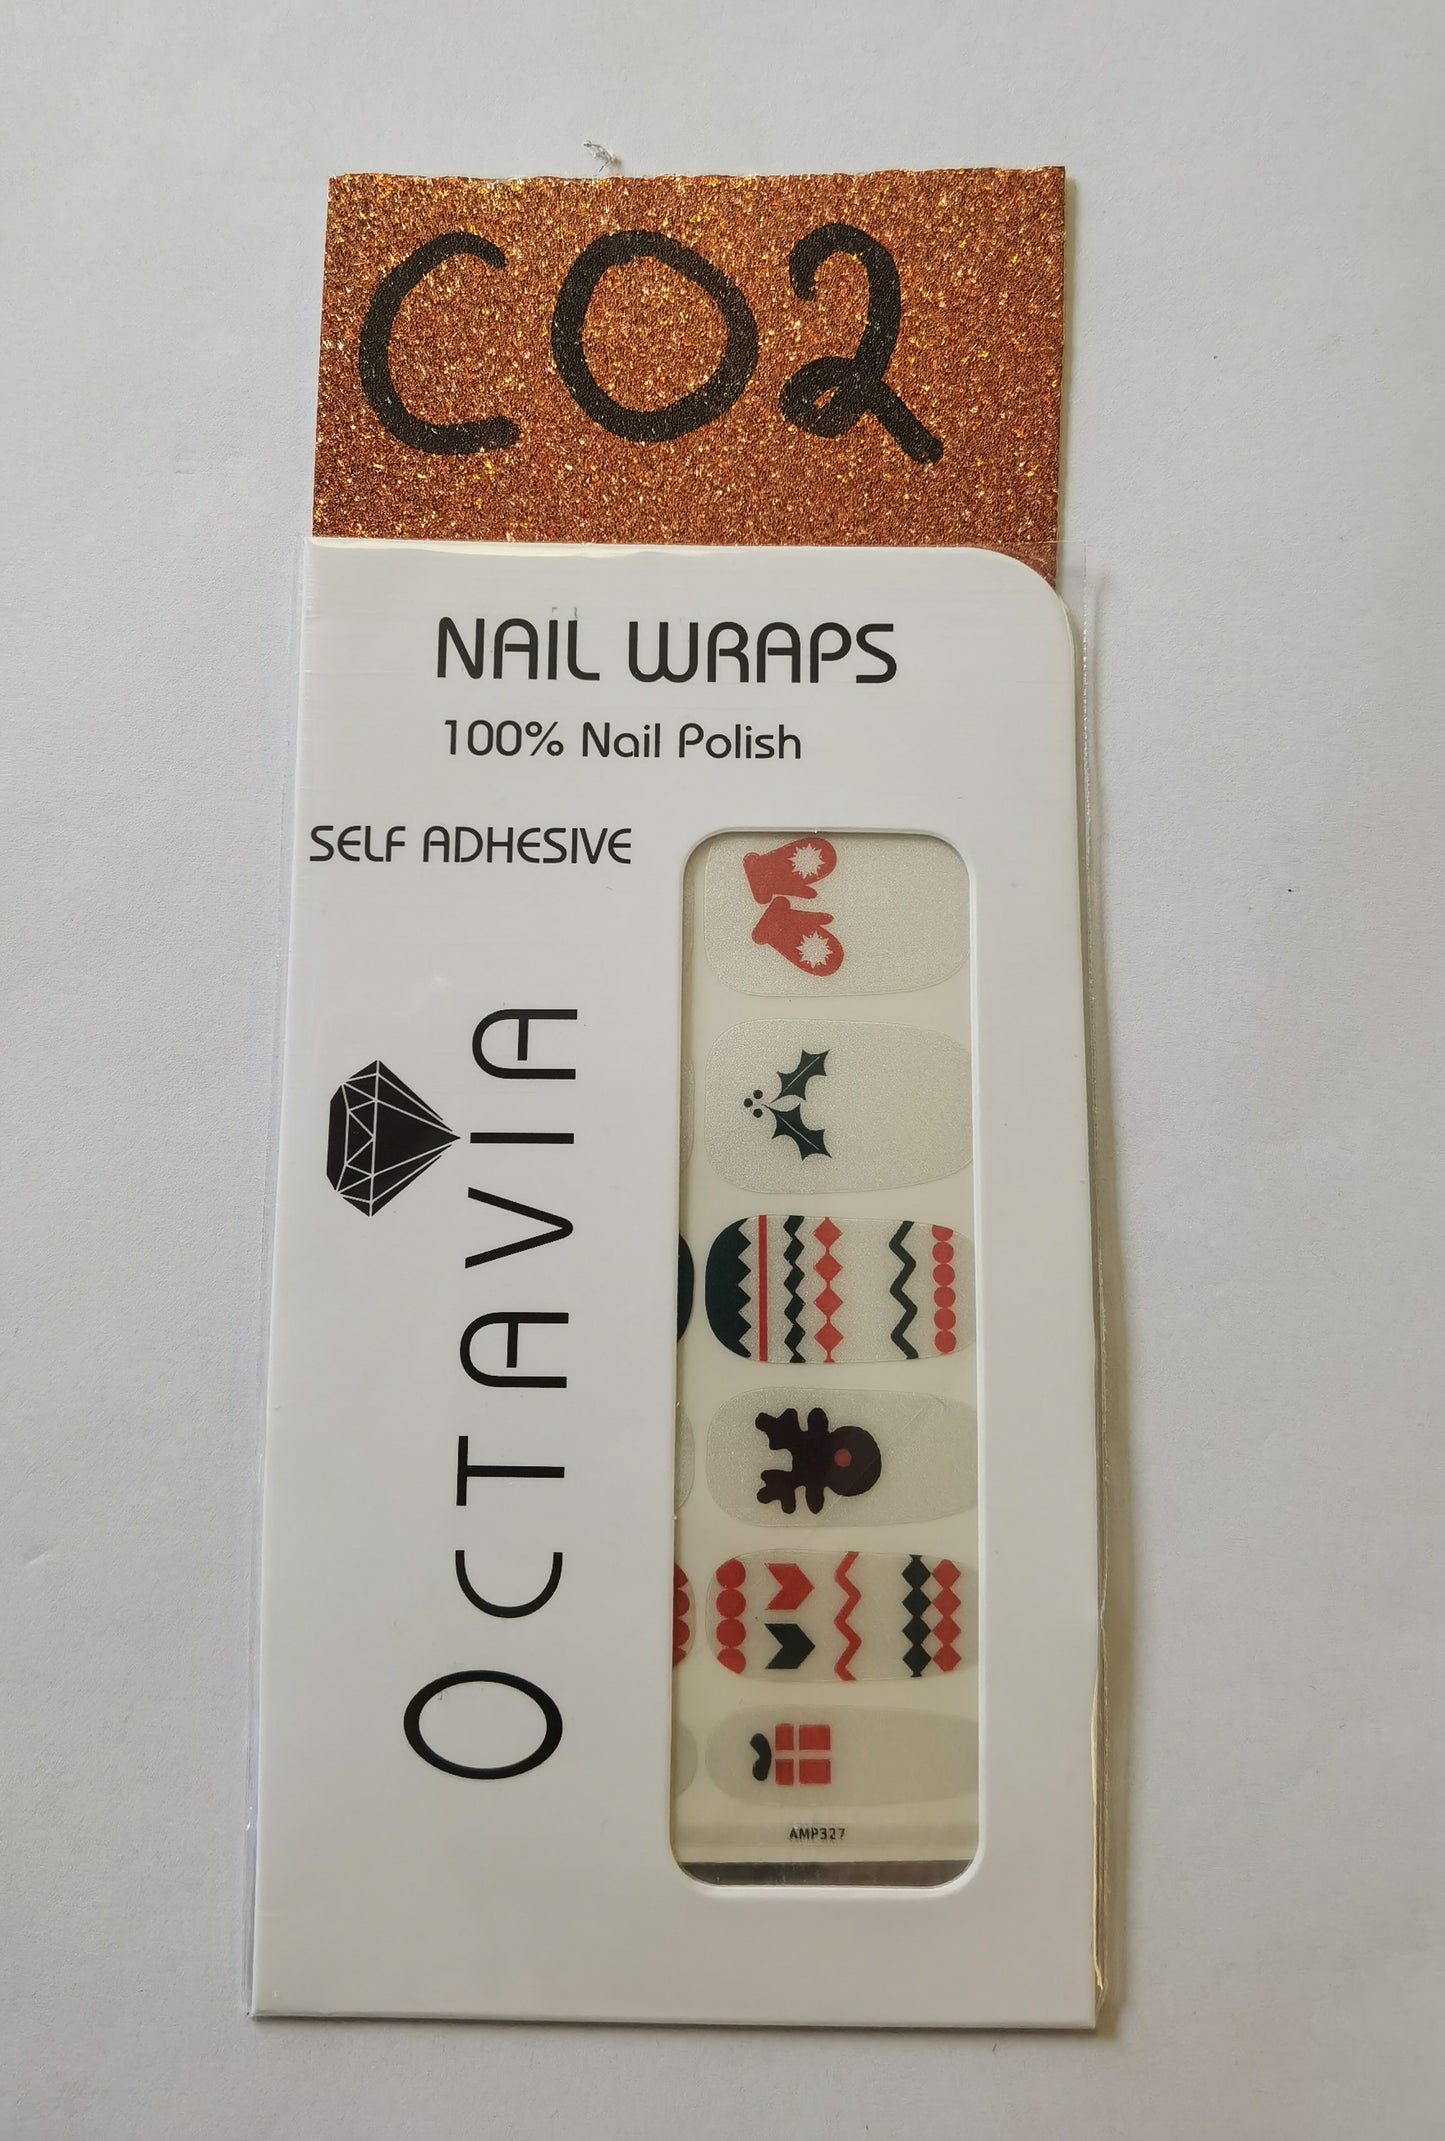 CO2
NAIL WRAPS
100% Nail Polish
SELF ADHESIVE
OCTAVIA
AMP327